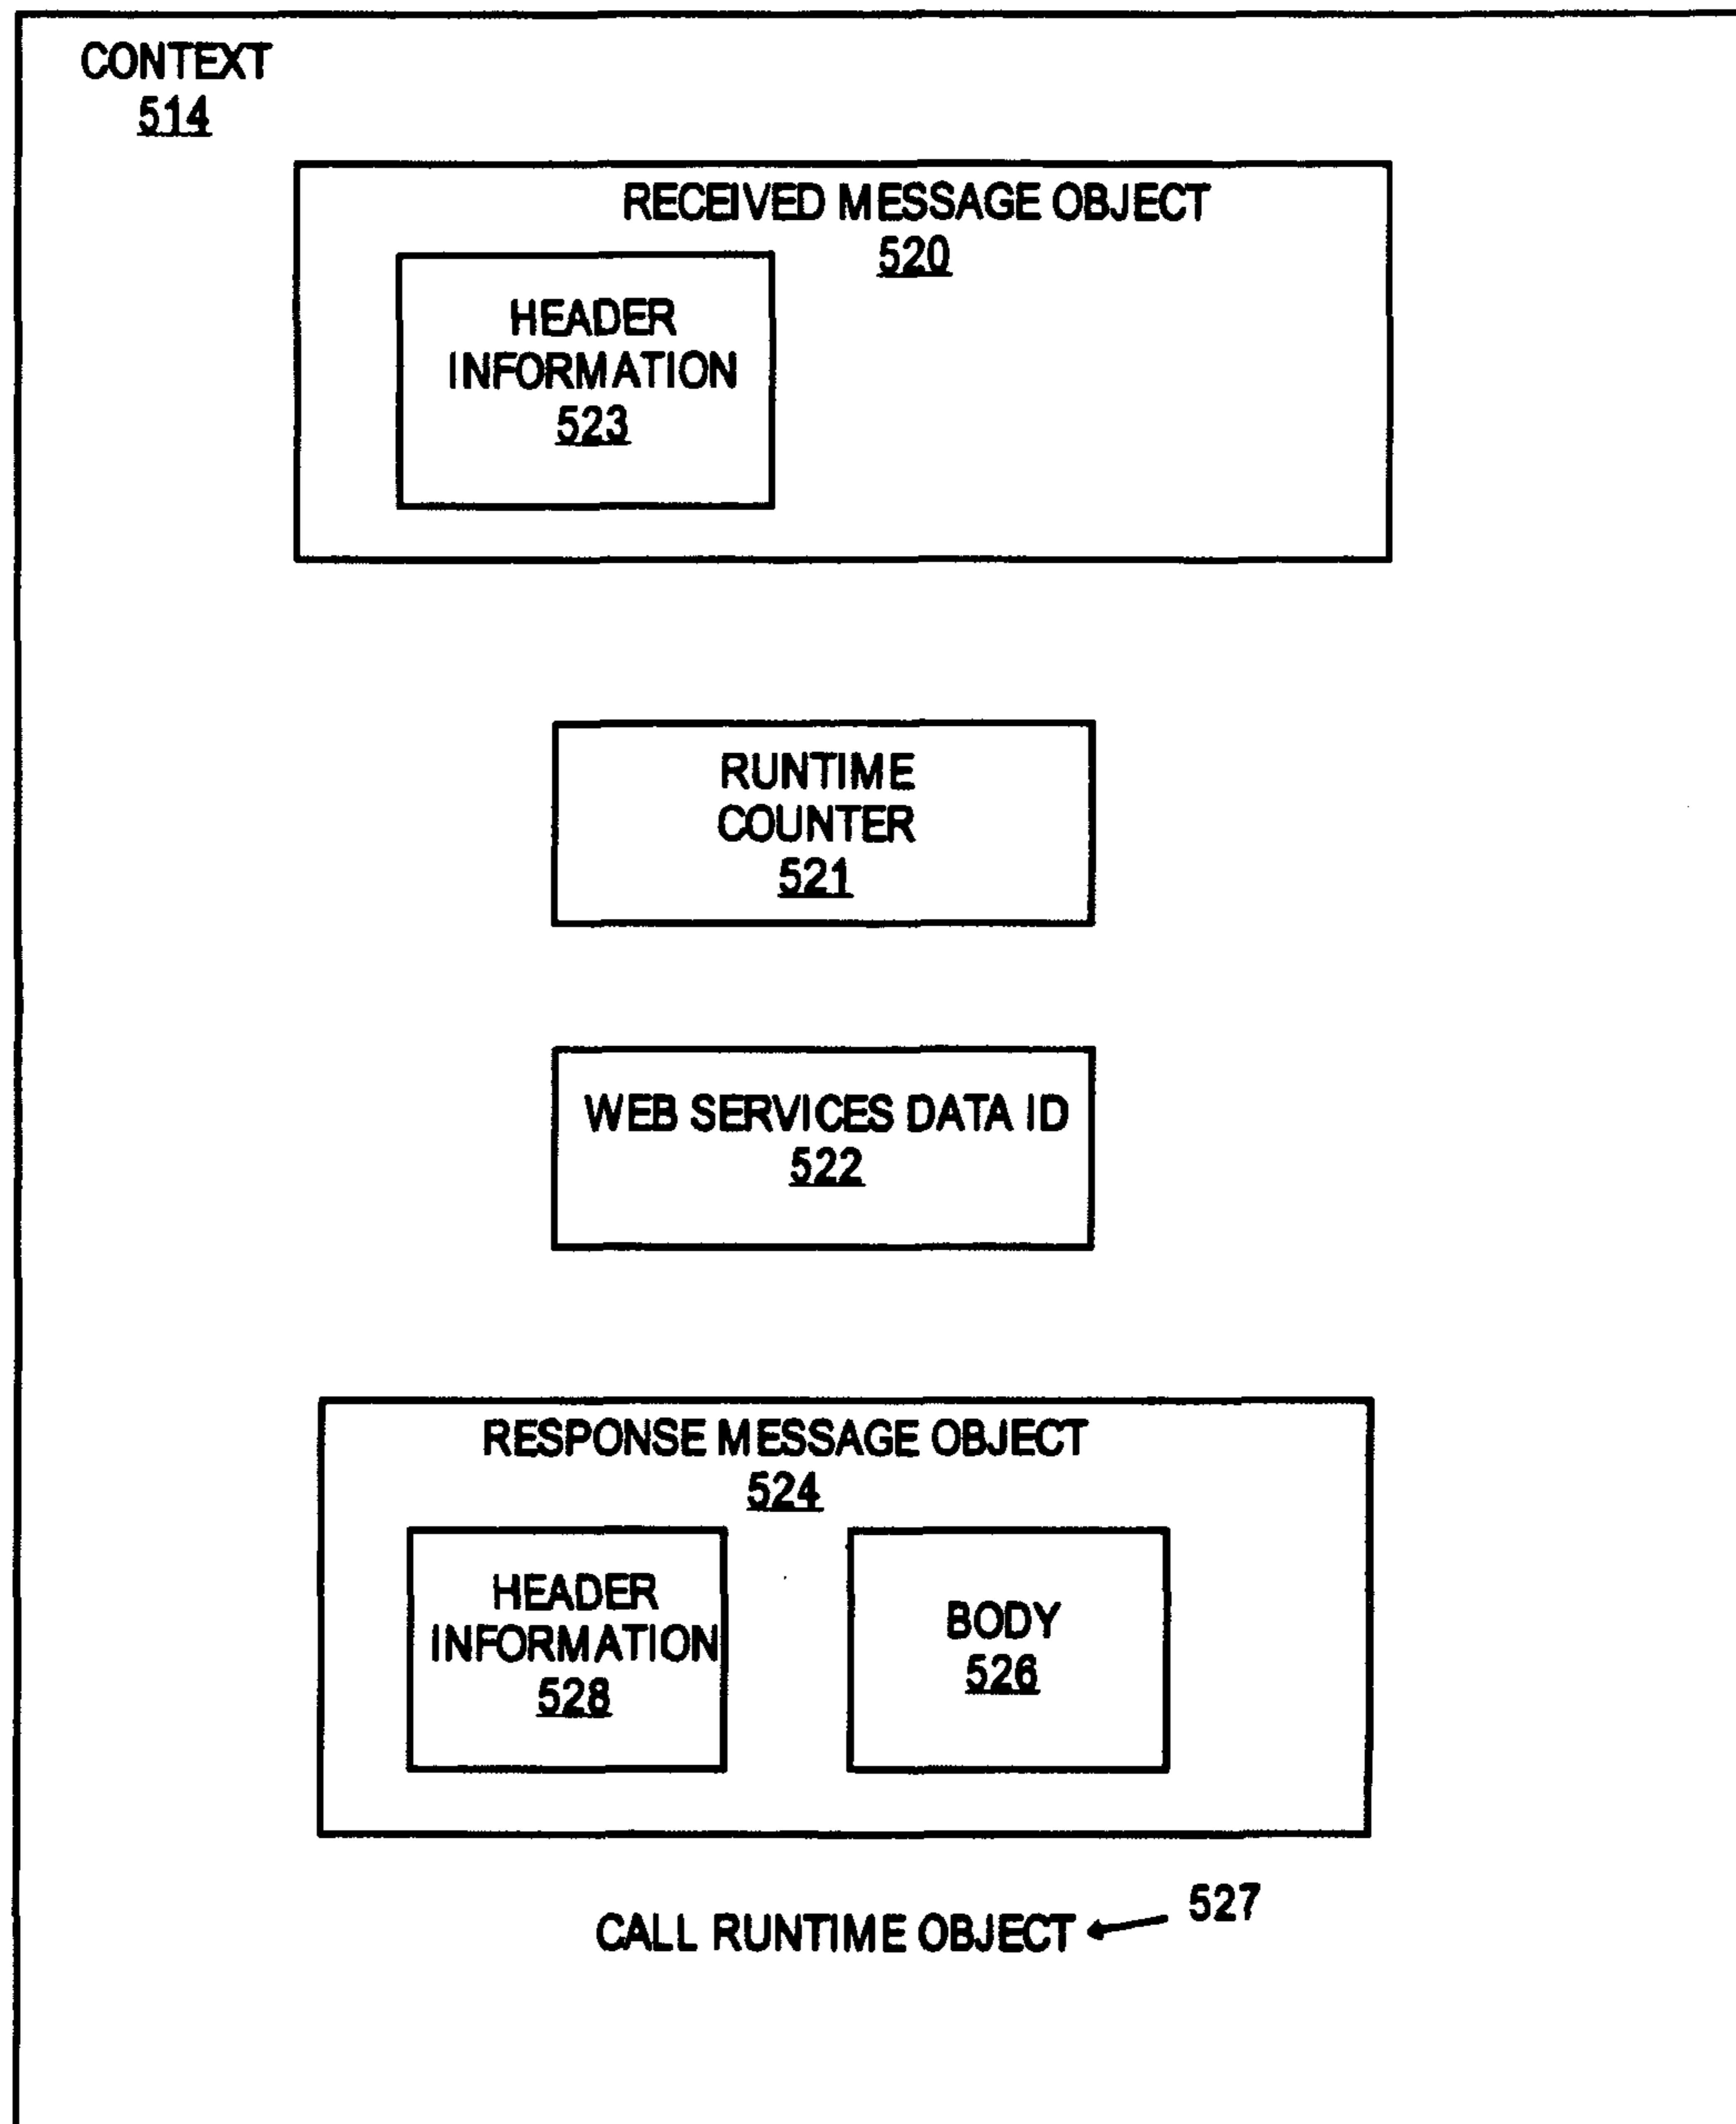 CONTEXT
514
RECEIVED MESSAGE OBJECT
520
HEADER
INFORMATION
523
RUNTIME
COUNTER
521
WEB SERVICES DATA ID
522
RESPONSE MESSAGE OBJECT
524
HEADER
INFORMATION
528
BODY
526
527
CALL RUNTIME OBJECT